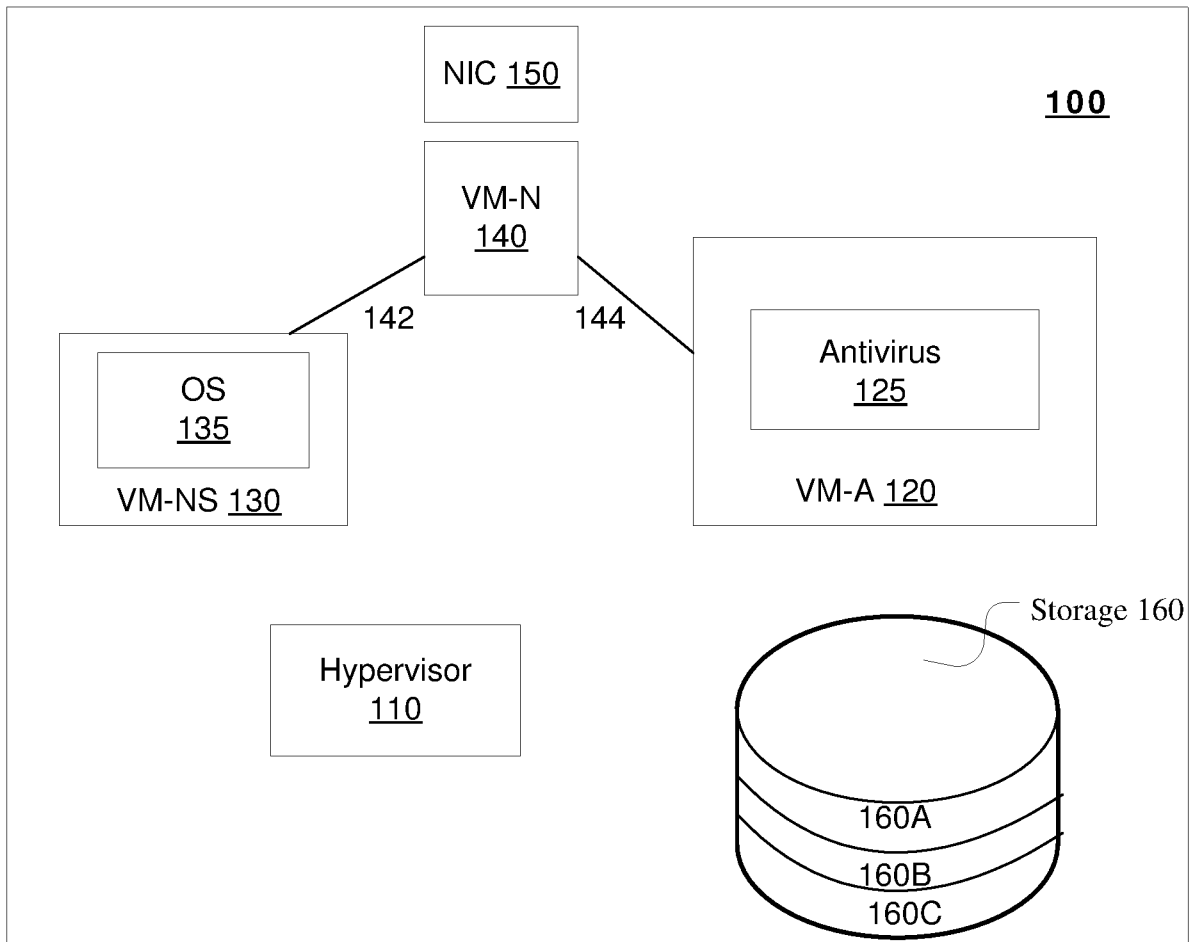 NIC 150
100
VM-N
140
142
144
OS
135
VM-NS 130
Antivirus
125
VM-A 120
Hypervisor
110
Storage 160
160A
160B
160C